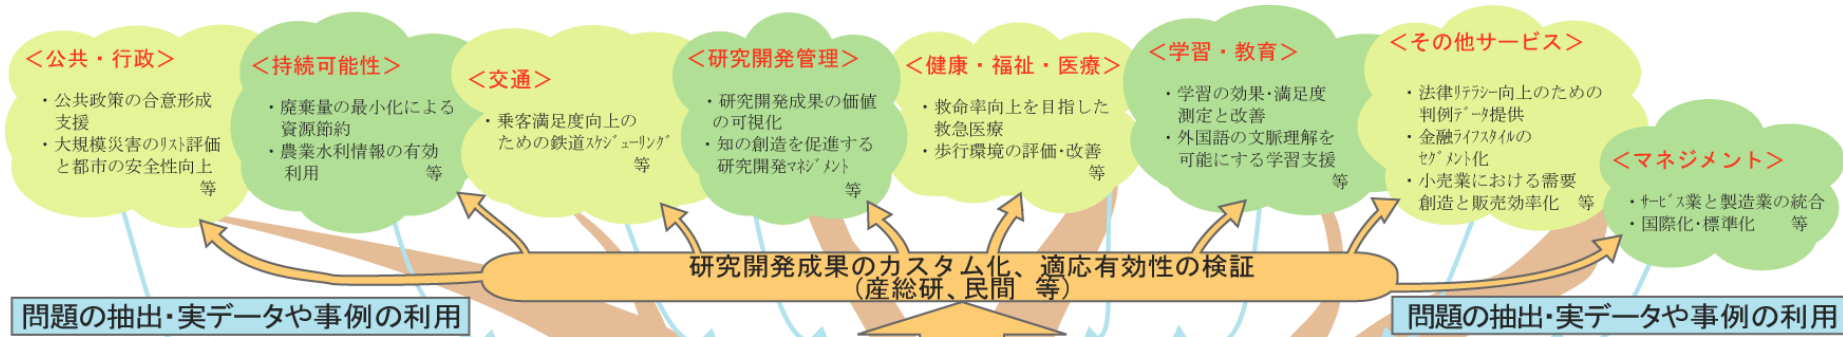 ＜公共・行政＞
・公共政策の合意形成
支援
・大規模災害のリスト評価
と都市の安全性向上
等
＜持続可能性＞
・廃棄量の最小化による
資源節約
・農業水利情報の有効
利用　等
＜交通＞
・乗客満足度向上の
ための鉄道ｽｹｼﾞｭｰﾘﾝｸﾞ
等
＜研究開発管理＞
・研究開発成果の価値
の可視化
・知の創造を促進する
研究開発ﾏﾈｼﾞﾒﾝﾄ
等
＜健康・福祉・医療＞
・救命率向上を目指した
救急医療
・歩行環境の評価・改善
等
＜学習・教育＞
・学習の効果・満足度
測定と改善
・外国語の文脈理解を
可能にする学習支援
等
＜その他サービス＞
・法律ﾘﾃﾗｼｰ向上のための
判例ﾃﾞｰﾀ提供
・金融ﾗｲﾌｽﾀｲﾙの
ｾｸﾞﾒﾝﾄ化
・小売業における需要
創造と販売効率化　等
＜マネジメント＞
・ｻｰﾋﾞｽ業と製造業の統合
・国際化・標準化　等
研究開発成果のカスタム化、適応有効性の検証
（産総研、民間　等）
問題の抽出・実データや事例の利用
問題の抽出・実データや事例の利用